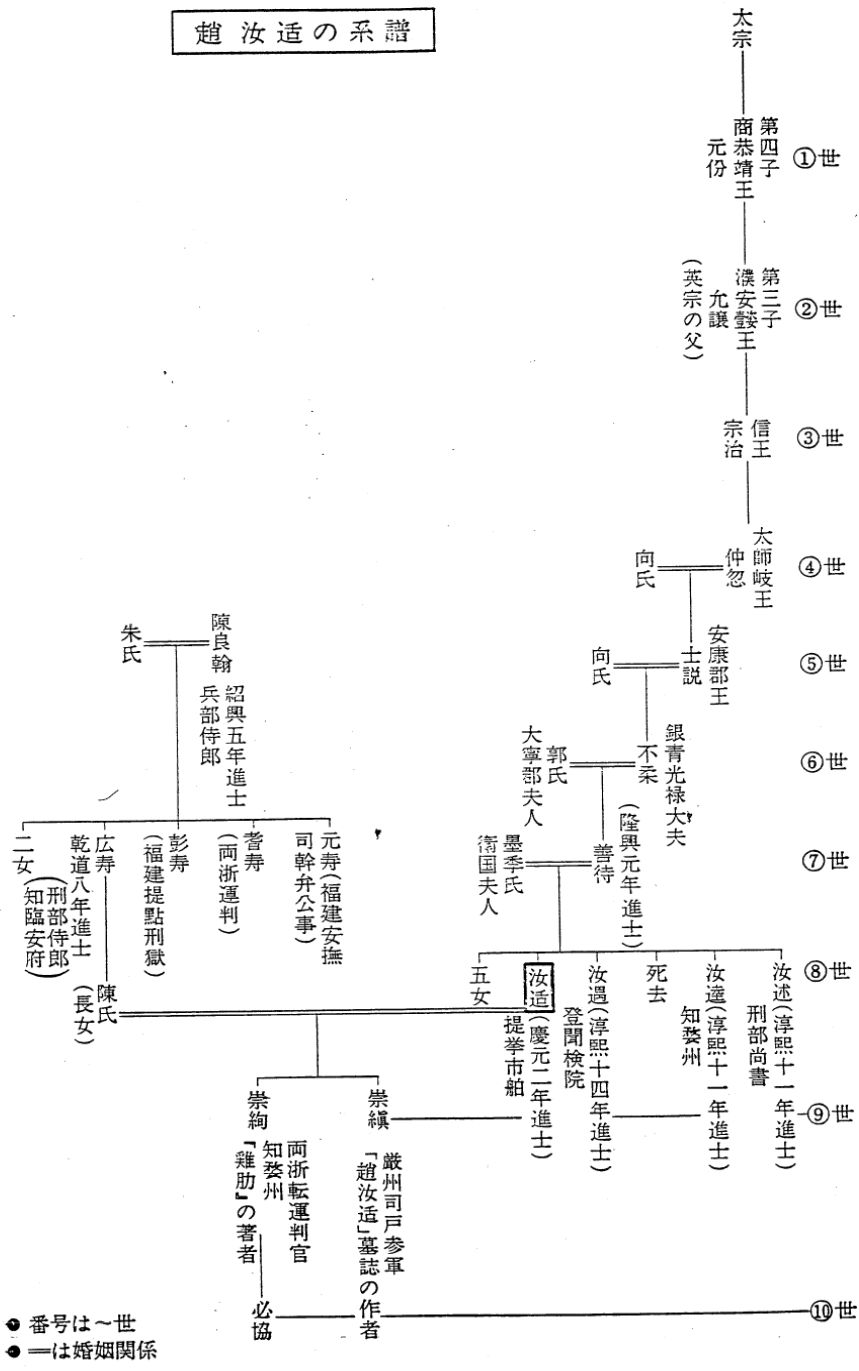 趙汝适の系譜
太宗
①世
第四子
商恭靖王
元份
②世
第三子
濮安懿王
允譲
(英宗の父)
③世
信王
宗治
④世
太師岐王
仲忽
向氏
⑤世
安康郡王
士説
向氏
⑥世
銀青光禄大夫
不柔
郭氏
大寧郡夫人
⑦世
善待
(隆興元年進士)
墨季氏
衛国夫人
陳良翰
紹興五年進士
兵部侍郎
朱氏
元寿(福建安撫
司幹弁公事)
耆寿
(両浙運判)
彭寿
(福建提點刑獄)
広寿
乾道八年進士
(刑部侍郎)
(知臨安府)
二女
⑧世
汝述(淳熙十一年進士)
刑部尚書
汝達(淳熙十一年進士)
知婺州
死去
汝遇(淳熙十四年進士)
登聞検院
汝适(慶元二年進士)
提挙市舶
五女
陳氏
(長女)
⑨世
崇縝
厳州司戸参軍
「趙汝适」墓誌の作者
崇絢
両浙転運判官
知婺州
「雞肋』の著者
⑩世
必協
● 番号は～世
● ＝は婚姻関係